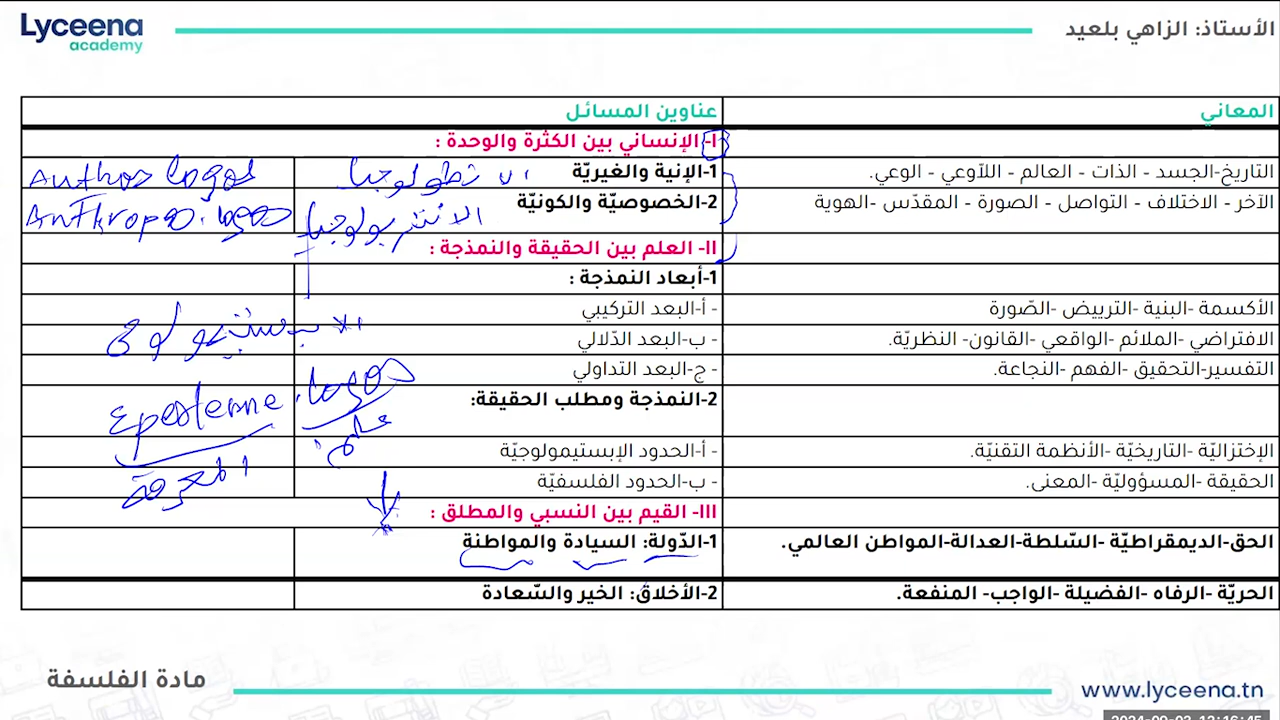 Lyceena
academy
الأستاذ: الزاهي بلعيد
المعاني
عناوين المسائل
I- الإنساني بين الكثرة والوحدة :
التاريخ-الجسد - الذات - العالم - اللاّوعي - الوعي.
1-الإنية والغيريّة
الآخر - الاختلاف - التواصل - الصورة - المقدّس -الهوية
2-الخصوصيّة والكونيّة
الانتربولوجيا
II- العلم بين الحقيقة والنمذجة :
1-أبعاد النمذجة :
الأكسمة -البنية -الترييض -الصّورة
- أ-البعد التركيبي
الافتراضي -الملائم -الواقعي -القانون- النظريّة.
- ب-البعد الدّلالي
التفسير-التحقيق -الفهم -النجاعة.
- ج-البعد التداولي
logos
2-النمذجة ومطلب الحقيقة:
علم
الإختزاليّة -التاريخيّة -الأنظمة التقنيّة.
- أ-الحدود الإبستيمولوجيّة
المعرفة
الحقيقة -المسؤوليّة -المعنى.
- ب-الحدود الفلسفيّة
III- القيم بين النسبي والمطلق :
الحق-الديمقراطيّة -السّلطة-العدالة-المواطن العالمي.
1-الدّولة: السيادة والمواطنة
الحريّة -الرفاه -الفضيلة -الواجب- المنفعة.
2-الأخلاق: الخير والسّعادة
مادة الفلسفة
www.lyceena.tn